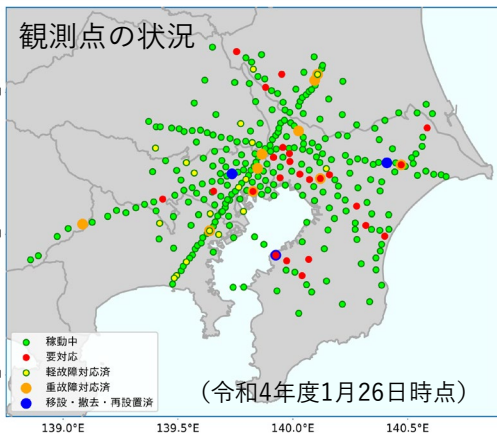 観測点の状況
稼動中
要対応
軽故障対応済
重故障対応済
移設・撤去・再設置済
（令和4年度1月26日時点）
139.0°E
139.5°E
140.0°E
140.5°E